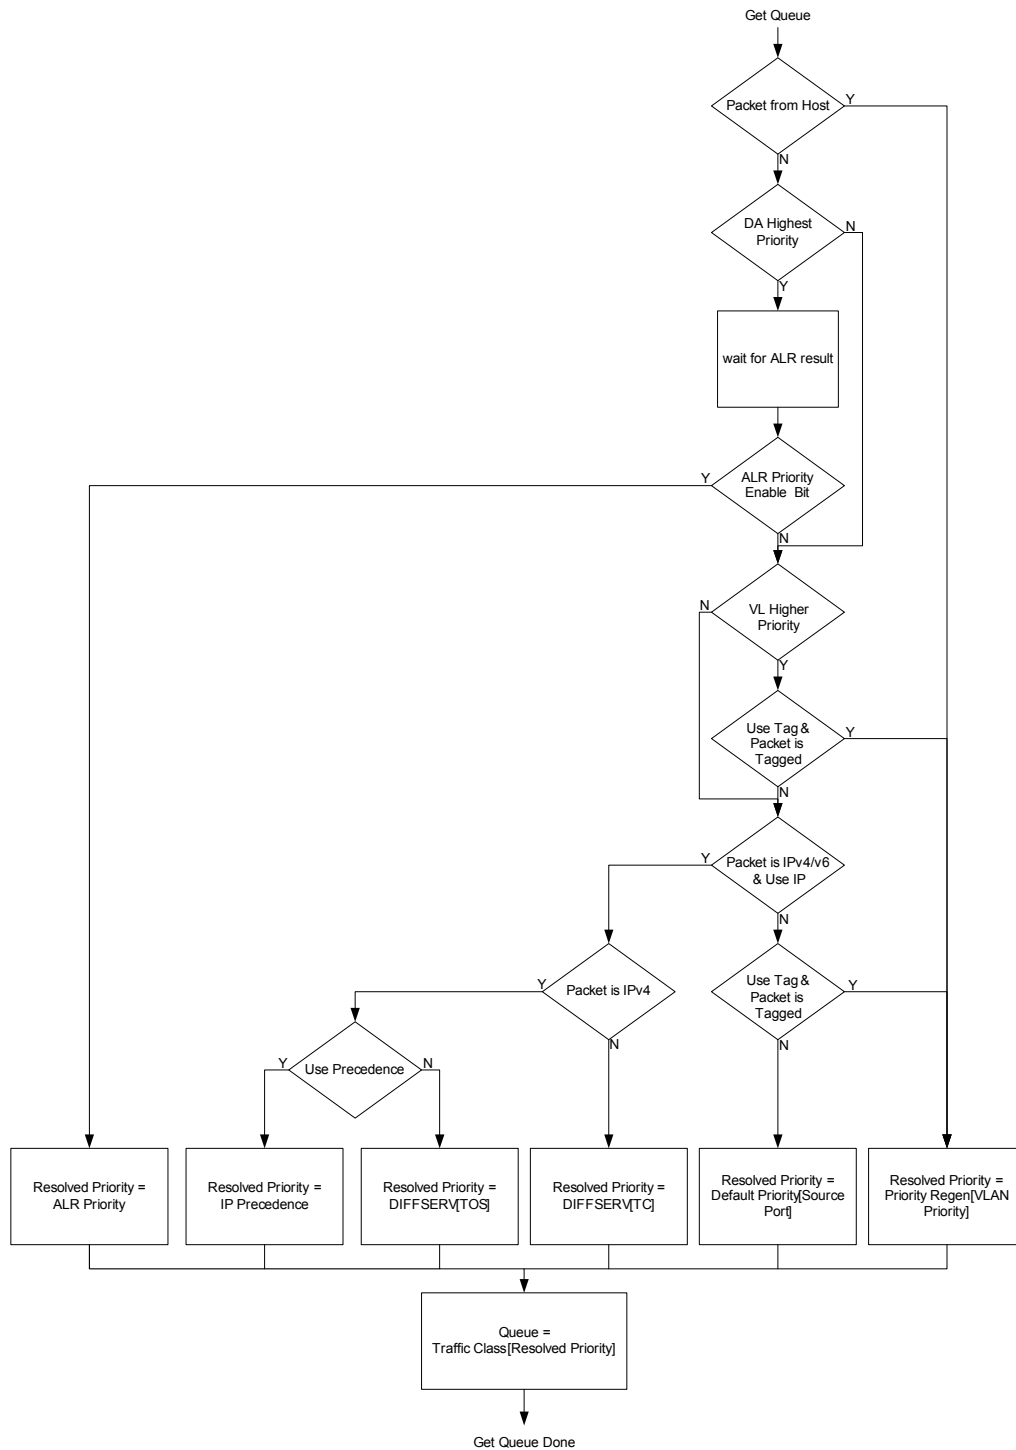 Get Queue
Packet from Host
Y
N
DA Highest
Priority
N
Y
wait for ALR result
ALR Priority
Enable Bit
Y
N
VL Higher
Priority
N
Y
Use Tag &
Packet is
Tagged
Y
N
Packet is IPv4/v6
& Use IP
Y
N
Packet is IPv4
Y
N
Use Tag &
Packet is
Tagged
Y
N
Use Precedence
Y
N
Resolved Priority =
ALR Priority
Resolved Priority =
IP Precedence
Resolved Priority =
DIFFSERV[TOS]
Resolved Priority =
DIFFSERV[TC]
Resolved Priority =
Default Priority[Source
Port]
Resolved Priority =
Priority Regen[VLAN
Priority]
Queue =
Traffic Class[Resolved Priority]
Get Queue Done